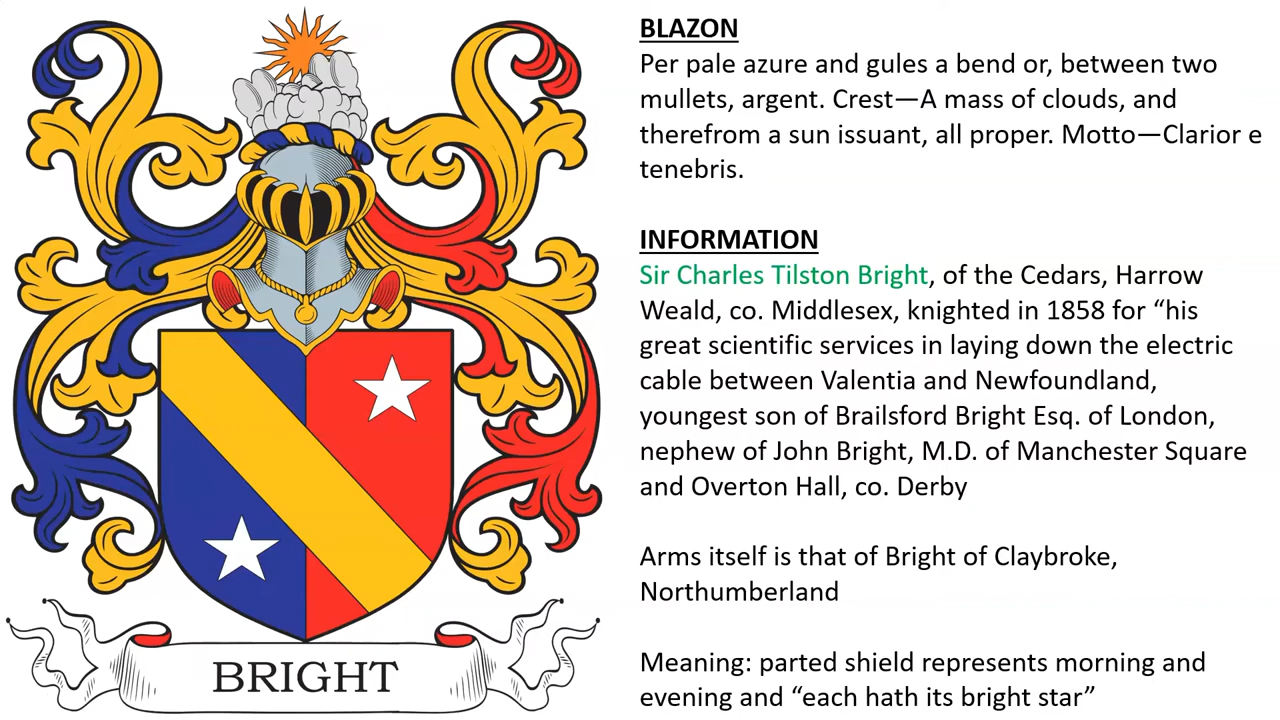 BLAZON
Per pale azure and gules a bend or, between two
mullets, argent. Crest—A mass of clouds, and
therefrom a sun issuant, all proper. Motto—Clarior e
tenebris.
INFORMATION
Sir Charles Tilston Bright, of the Cedars, Harrow
Weald, co. Middlesex, knighted in 1858 for “his
great scientific services in laying down the electric
cable between Valentia and Newfoundland,
youngest son of Brailsford Bright Esq. of London,
nephew of John Bright, M.D. of Manchester Square
and Overton Hall, co. Derby
Arms itself is that of Bright of Claybroke,
Northumberland
Meaning: parted shield represents morning and
evening and “each hath its bright star”
BRIGHT